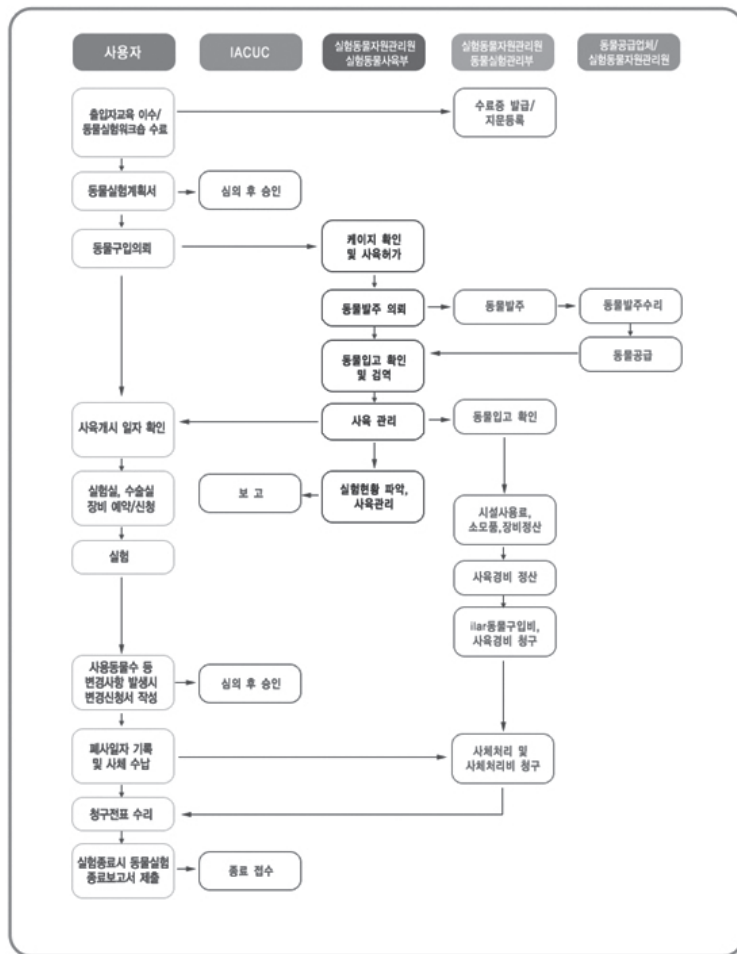 사용자
IACUC
실험동물자원관리원
실험동물사육부
실험동물자원관리원
동물실험관리부
동물공급업체/
실험동물자원관리원
출입자교육 이수/
동물실험워크숍 수료
수료증 발급/
지문등록
동물실험계획서
심의 후 승인
동물구입의뢰
케이지 확인
및 사육허가
동물발주 의뢰
동물발주
동물발주수리
동물입고 확인
및 검역
동물공급
사육개시 일자 확인
사육 관리
동물입고 확인
실험실, 수술실
장비 예약/신청
보 고
실험현황 파악,
사육관리
시설사용료,
소모품,장비정산
실험
사육경비 정산
ilar동물구입비,
사육경비 청구
사용동물수 등
변경사항 발생시
변경신청서 작성
심의 후 승인
폐사일자 기록
및 사체 수납
사체처리 및
사체처리비 청구
청구전표 수리
실험종료시 동물실험
종료보고서 제출
종료 접수